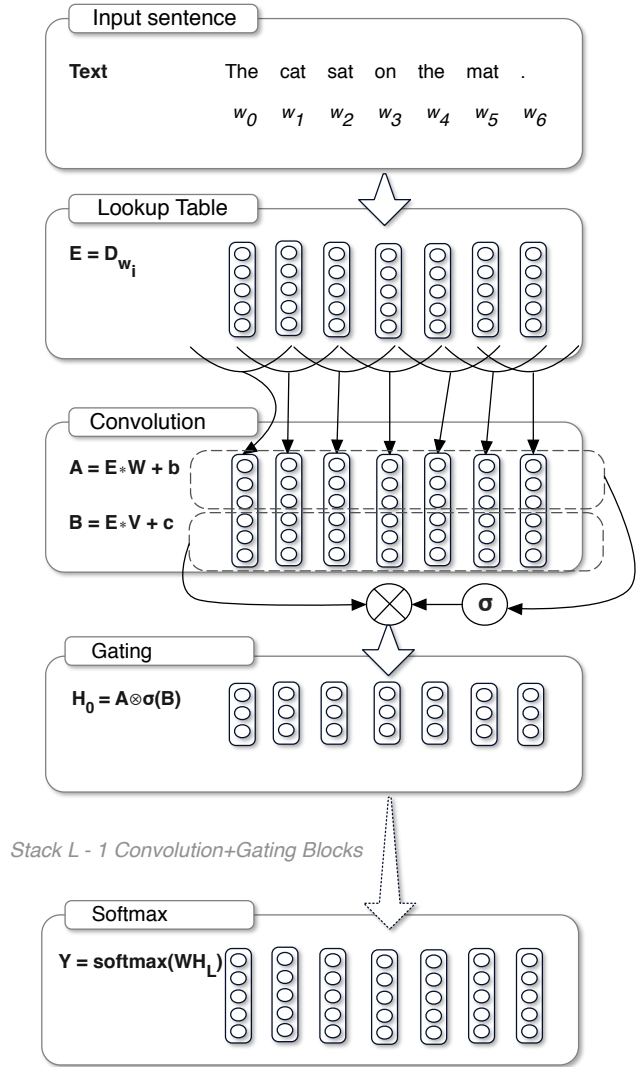 Input sentence
Text The cat sat on the mat .
w0 w1 w2 w3 w4 w5 w6
Lookup Table
E = Dwi
Convolution
A = E*W + b
B = E*V + c
σ
Gating
H0 = A⊗σ(B)
Stack L - 1 Convolution+Gating Blocks
Softmax
Y = softmax(WHL)